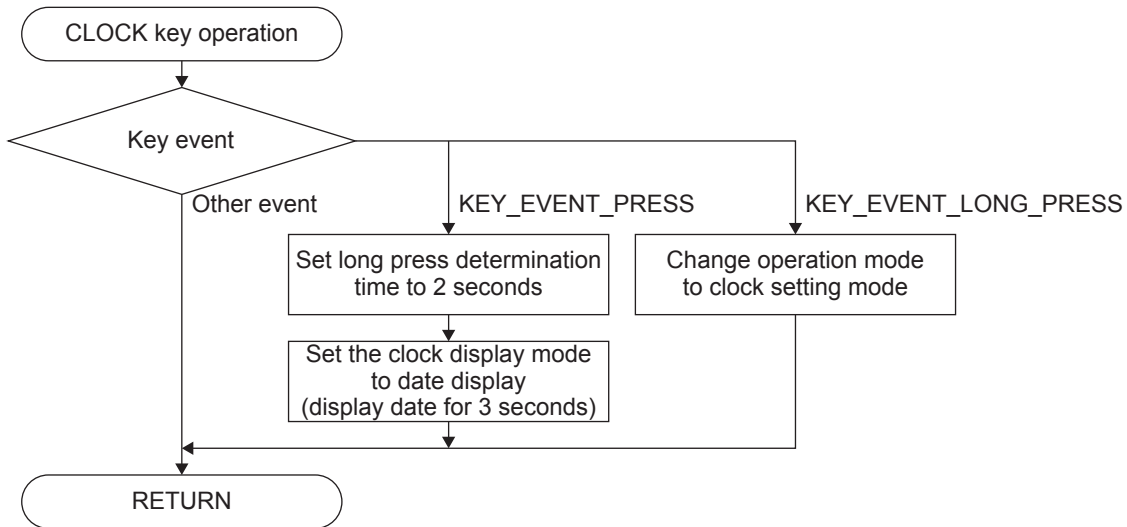 CLOCK key operation
Key event
Other event
KEY_EVENT_PRESS
KEY_EVENT_LONG_PRESS
Set long press determination
time to 2 seconds
Change operation mode
to clock setting mode
Set the clock display mode
to date display
(display date for 3 seconds)
RETURN